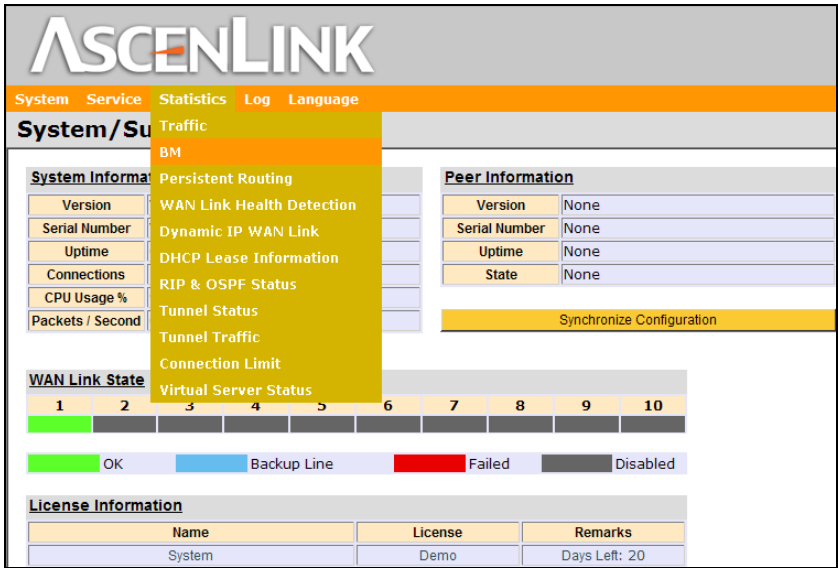 ASCENLINK
System Service Statistics Log Language
System/Su
Traffic
BM
Persistent Routing
WAN Link Health Detection
Dynamic IP WAN Link
DHCP Lease Information
RIP & OSPF Status
Tunnel Status
Tunnel Traffic
Connection Limit
Virtual Server Status
System Informa
Version
Serial Number
Uptime
Connections
CPU Usage %
Packets / Second
Peer Information
Version None
Serial Number None
Uptime None
State None
Synchronize Configuration
WAN Link State
1 2 3 4 5 6 7 8 9 10
OK Backup Line Failed Disabled
License Information
Name License Remarks
System Demo Days Left: 20